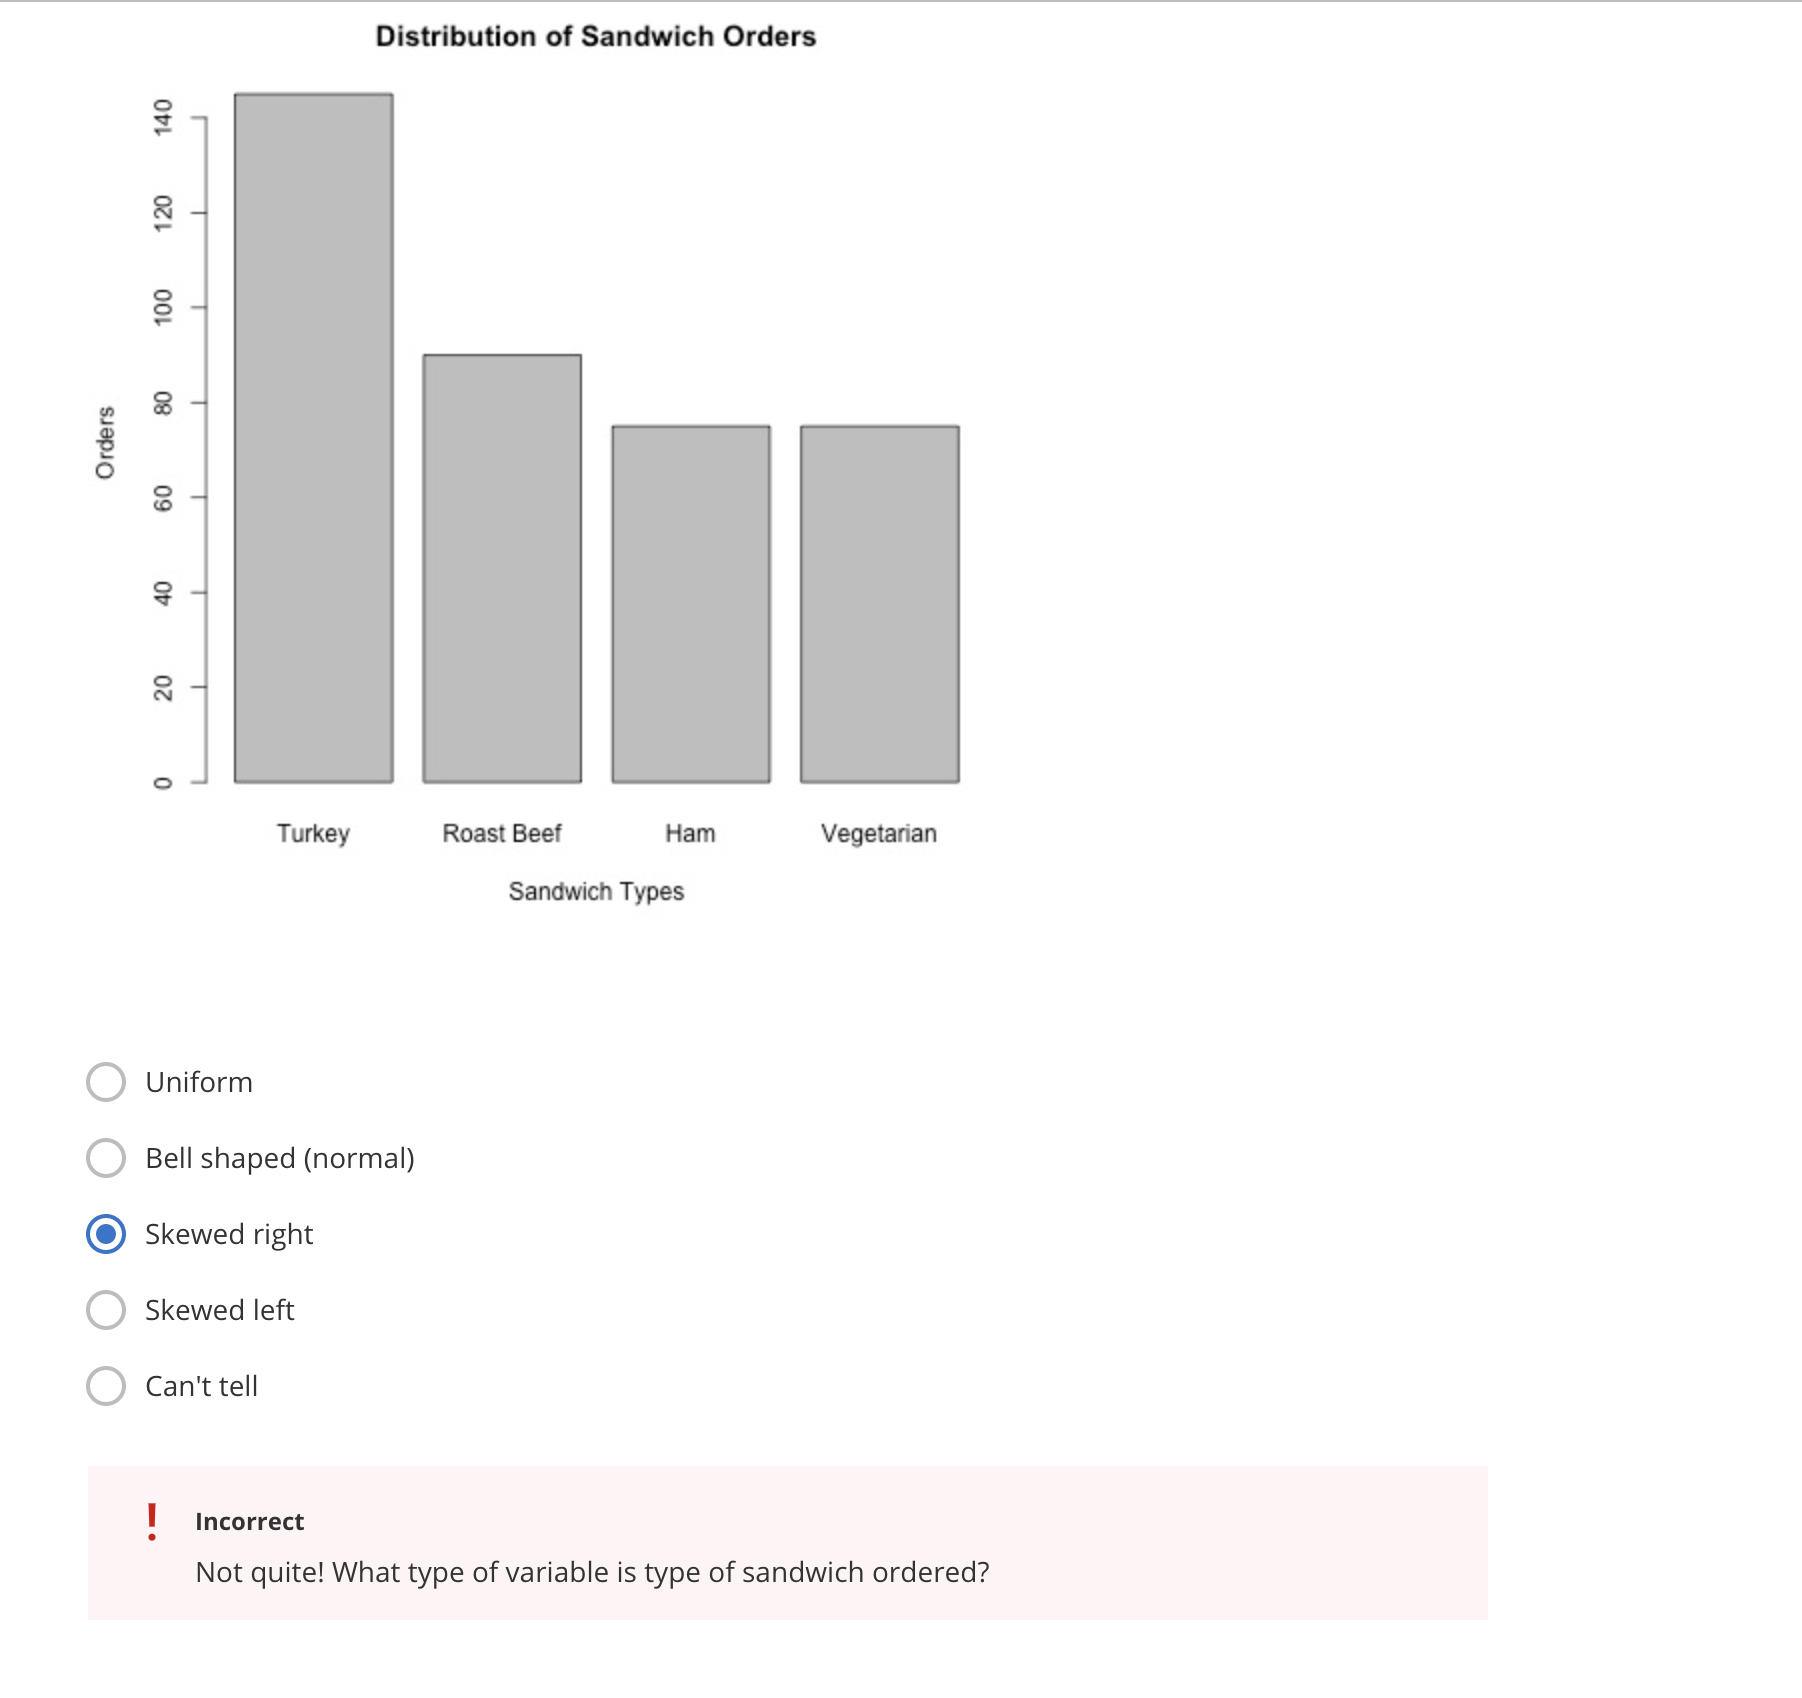 Distribution of Sandwich Orders
140
120
100
80
60
40
20
0
Orders
Turkey Roast Beef Ham Vegetarian
Sandwich Types
Uniform
Bell shaped (normal)
Skewed right
Skewed left
Can't tell
! Incorrect
Not quite! What type of variable is type of sandwich ordered?